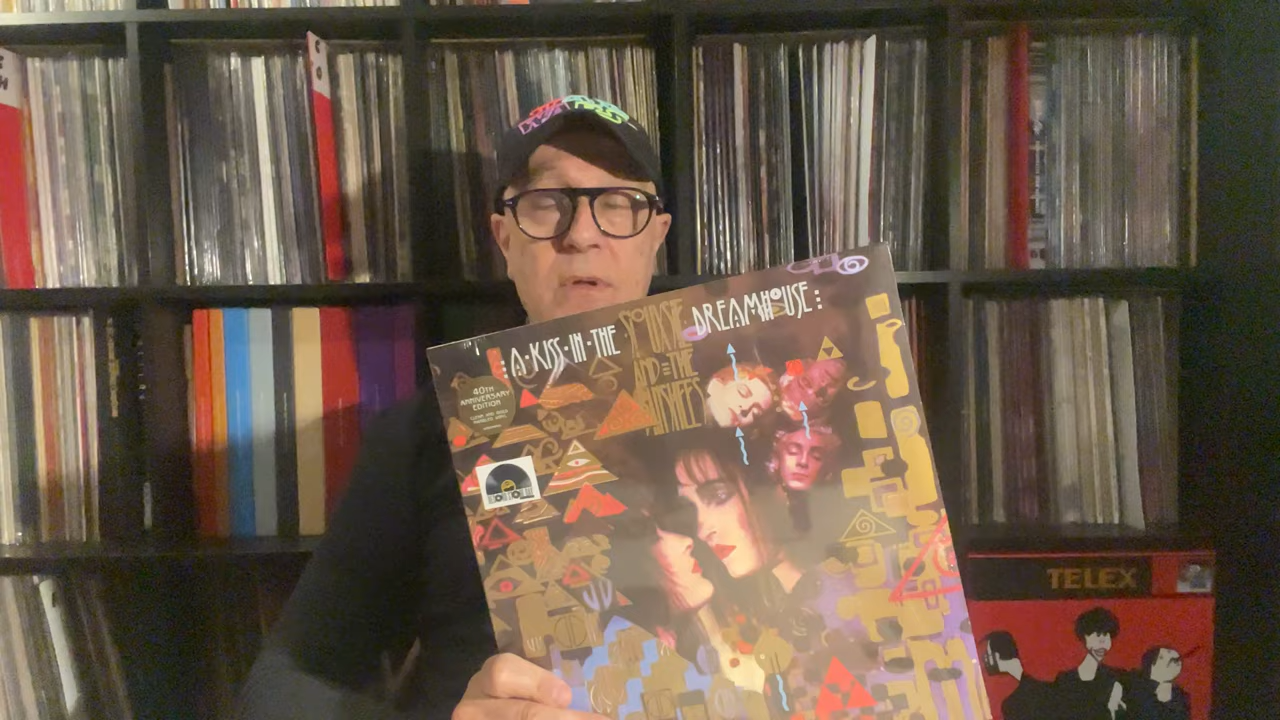 :A·KISS·IN·THE DREAMHOUSE:
SIOUXSIE
AND THE
BANSHEES
40TH
ANNIVERSARY
EDITION
TELEX